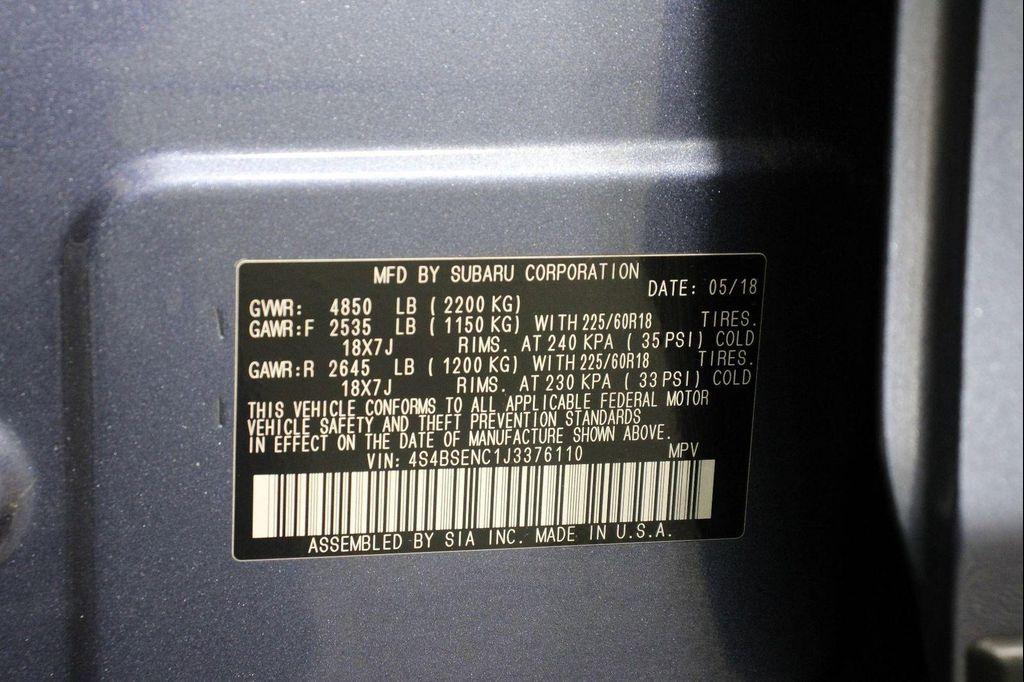 MFD BY SUBARU CORPORATION
DATE: 05/18
GVWR: 4850 LB (2200 KG)
GAWR:F 2535 LB (1150 KG) WITH 225/60R18 TIRES.
18X7J RIMS. AT 240 KPA (35 PSI) COLD
GAWR:R 2645 LB (1200 KG) WITH 225/60R18 TIRES.
18X7J RIMS. AT 230 KPA (33 PSI) COLD
THIS VEHICLE CONFORMS TO ALL APPLICABLE FEDERAL MOTOR
VEHICLE SAFETY AND THEFT PREVENTION STANDARDS
IN EFFECT ON THE DATE OF MANUFACTURE SHOWN ABOVE.
VIN: 4S4BSENC1J3376110 MPV
ASSEMBLED BY SIA INC. MADE IN U.S.A.